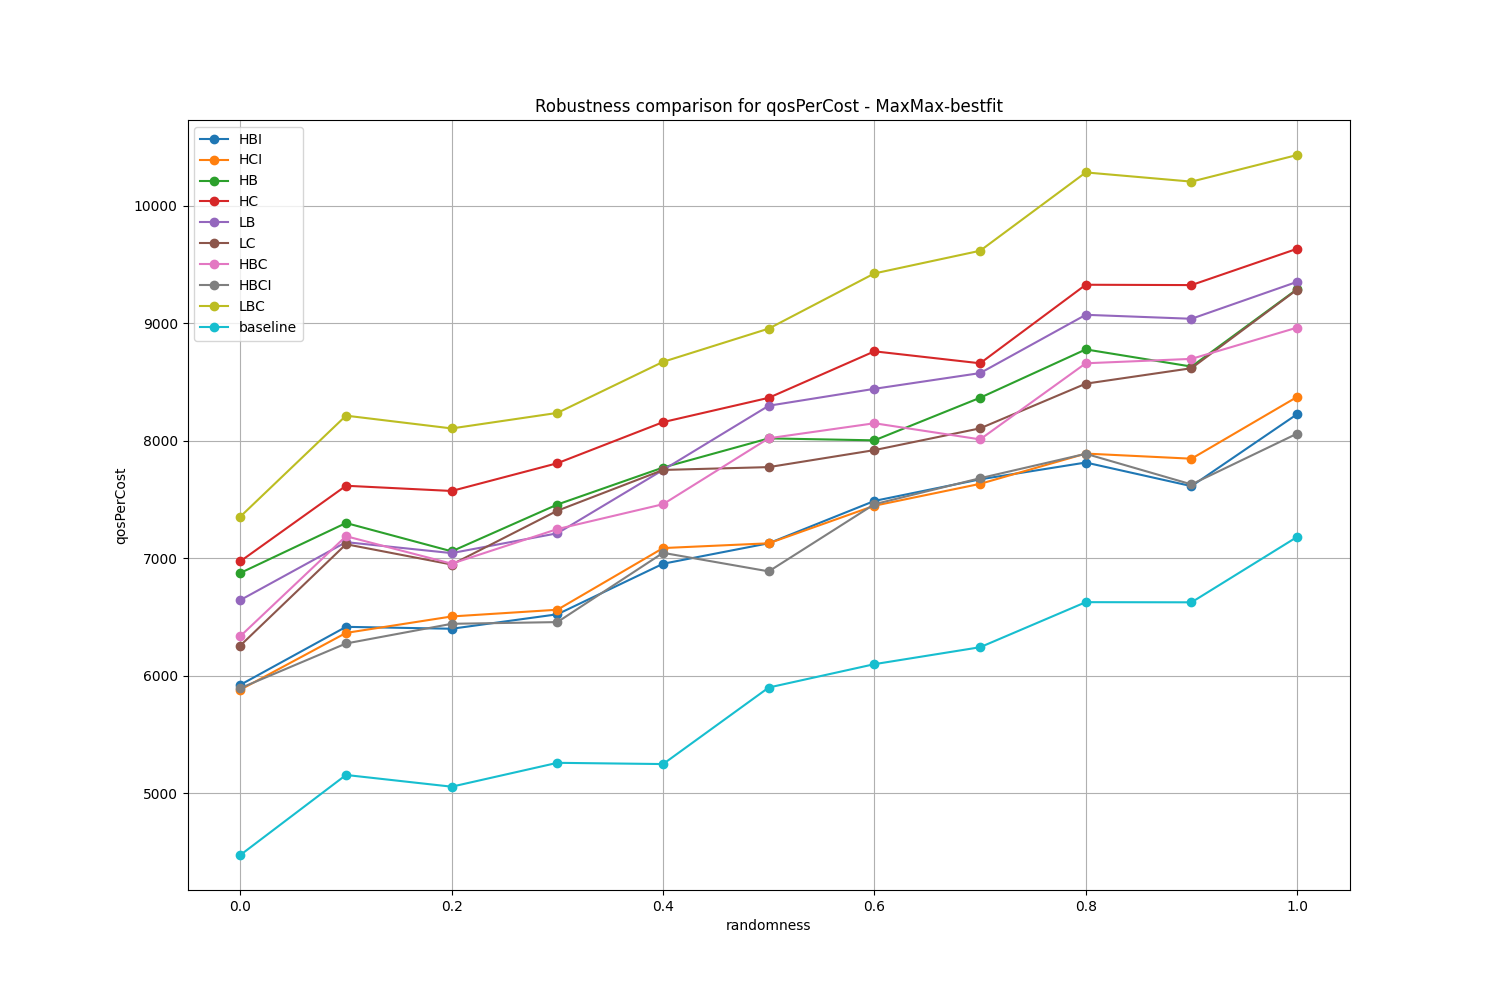 Robustness comparison for qosPerCost - MaxMax-bestfit
HBI
HCI
HB
HC
LB
LC
HBC
HBCI
LBC
baseline
10000
9000
8000
7000
6000
5000
qosPerCost
0.0 0.2 0.4 0.6 0.8 1.0
randomness